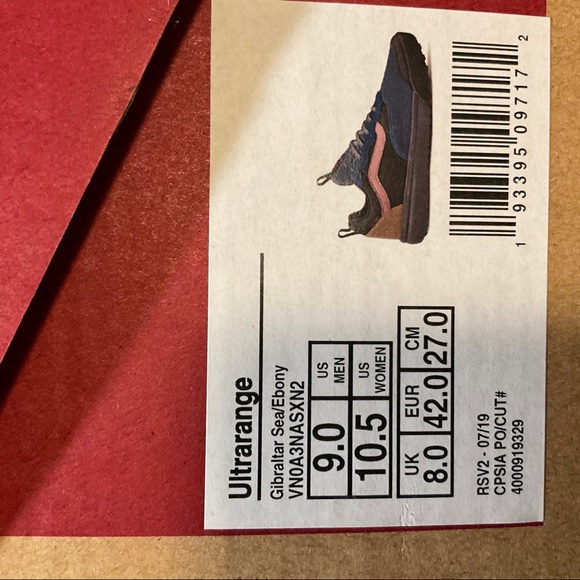 Ultrarange
Gibraltar Sea/Ebony
VN0A3NASXN2
9.0 US MEN
10.5 US WOMEN
UK EUR CM
8.0 42.0 27.0
RSV2 - 07/19
CPSIA PO/CUT#
4000919329
1 93395 09717 2